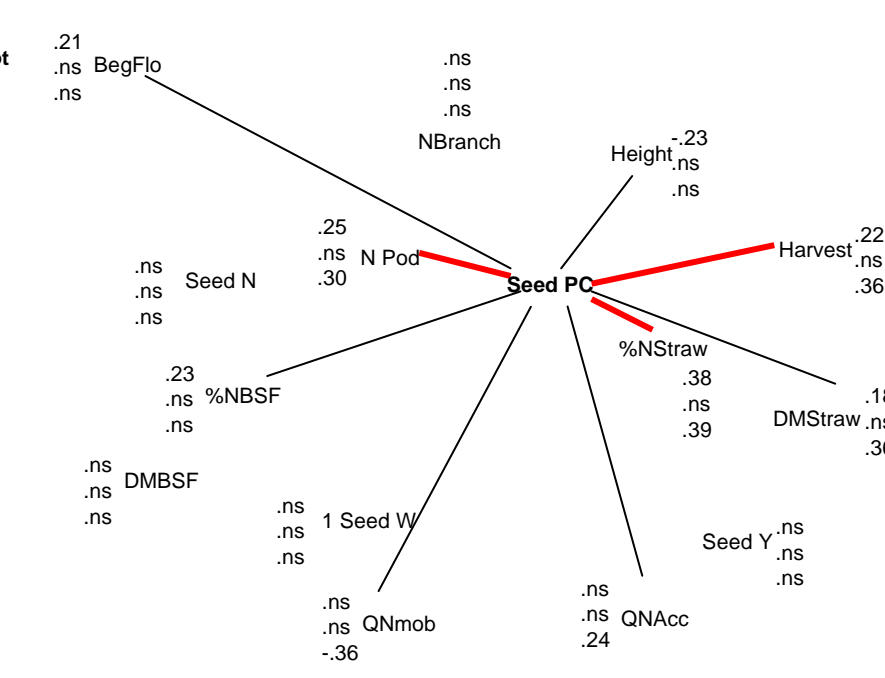 .21
.ns BegFlo
.ns
.ns
.ns
.ns
NBranch
Height -.23
.ns
.ns
.25
.ns N Pod
.30
Harvest .22
.ns
.36
.ns
.ns Seed N
.ns
Seed PC
%NStraw
.38
.ns
.39
.23
.ns %NBSF
.ns
DMStraw
.ns
.ns DMBSF
.ns
.ns
.ns 1 Seed W
.ns
Seed Y .ns
.ns
.ns
.ns
.ns QNmob
-.36
.ns
.ns QNAcc
.24